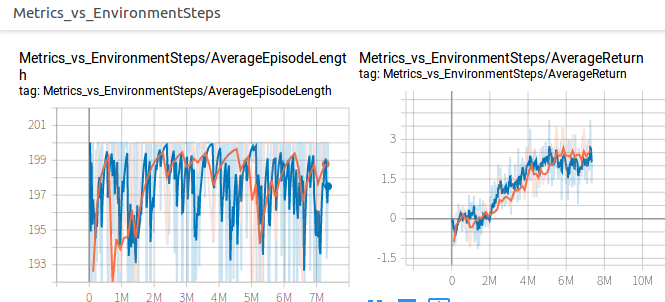 Metrics_vs_EnvironmentSteps
Metrics_vs_EnvironmentSteps/AverageEpisodeLengt
h
tag: Metrics_vs_EnvironmentSteps/AverageEpisodeLength
201
199
197
195
193
0 1M 2M 3M 4M 5M 6M 7M
Metrics_vs_EnvironmentSteps/AverageReturn
tag: Metrics_vs_EnvironmentSteps/AverageReturn
3
1.5
0
-1.5
0 2M 4M 6M 8M 10M